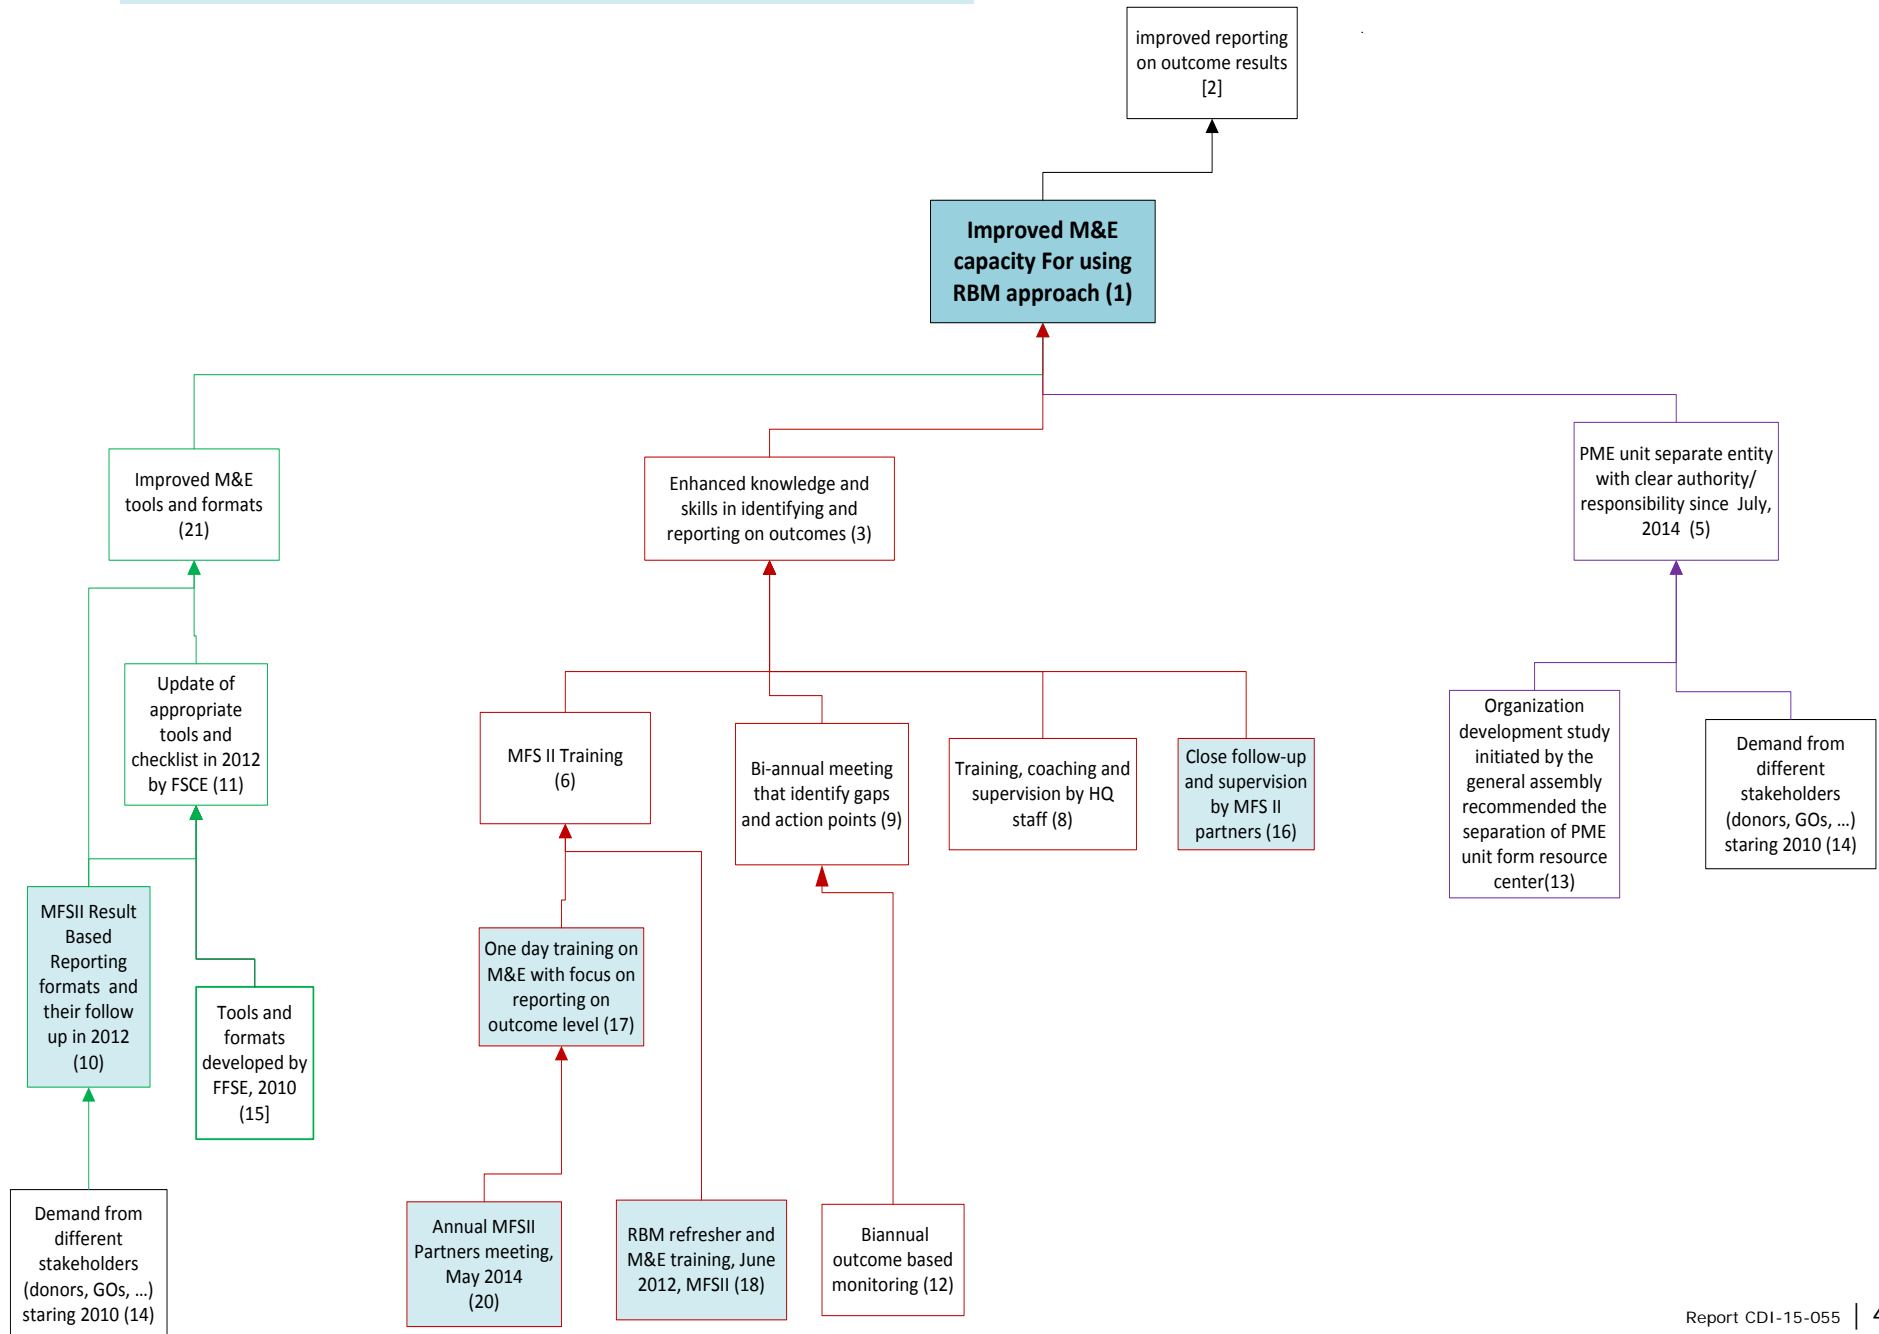 improved reporting
on outcome results
[2]
Improved M&E
capacity For using
RBM approach (1)
Improved M&E
tools and formats
(21)
Enhanced knowledge and
skills in identifying and
reporting on outcomes (3)
PME unit separate entity
with clear authority/
responsibility since July,
2014 (5)
Update of
appropriate
tools and
checklist in 2012
by FSCE (11)
MFS II Training
(6)
Bi-annual meeting
that identify gaps
and action points (9)
Training, coaching and
supervision by HQ
staff (8)
Close follow-up
and supervision
by MFS II
partners (16)
Organization
development study
initiated by the
general assembly
recommended the
separation of PME
unit form resource
center(13)
Demand from
different
stakeholders
(donors, GOs, ...)
staring 2010 (14)
MFSII Result
Based
Reporting
formats and
their follow
up in 2012
(10)
Tools and
formats
developed by
FFSE, 2010
(15]
One day training on
M&E with focus on
reporting on
outcome level (17)
Demand from
different
stakeholders
(donors, GOs, ...)
staring 2010 (14)
Annual MFSII
Partners meeting,
May 2014
(20)
RBM refresher and
M&E training, June
2012, MFSII (18)
Biannual
outcome based
monitoring (12)
Report CDI-15-055 | 4